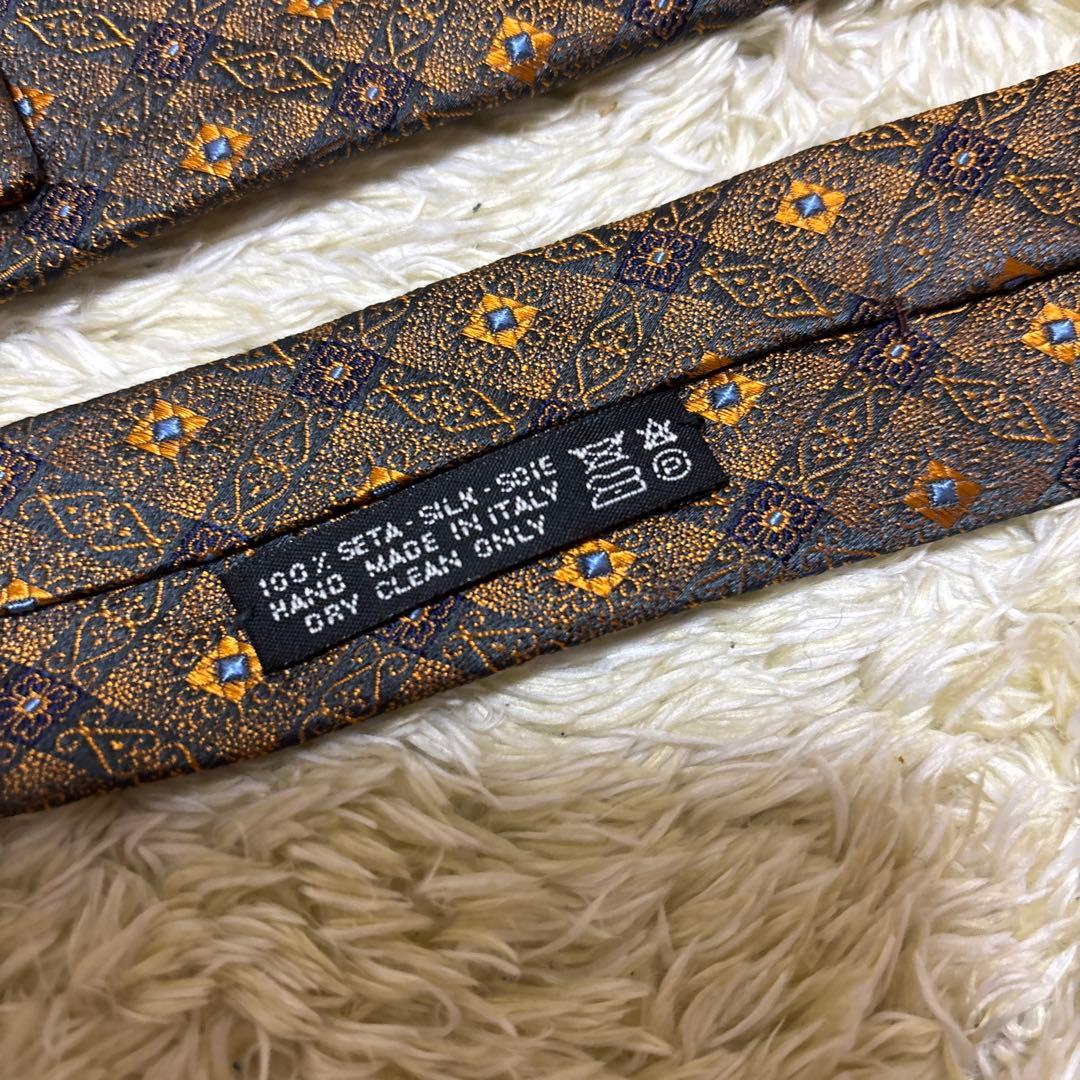 100% SETA-SILK-SOIE
HAND MADE IN ITALY
DRY CLEAN ONLY
P